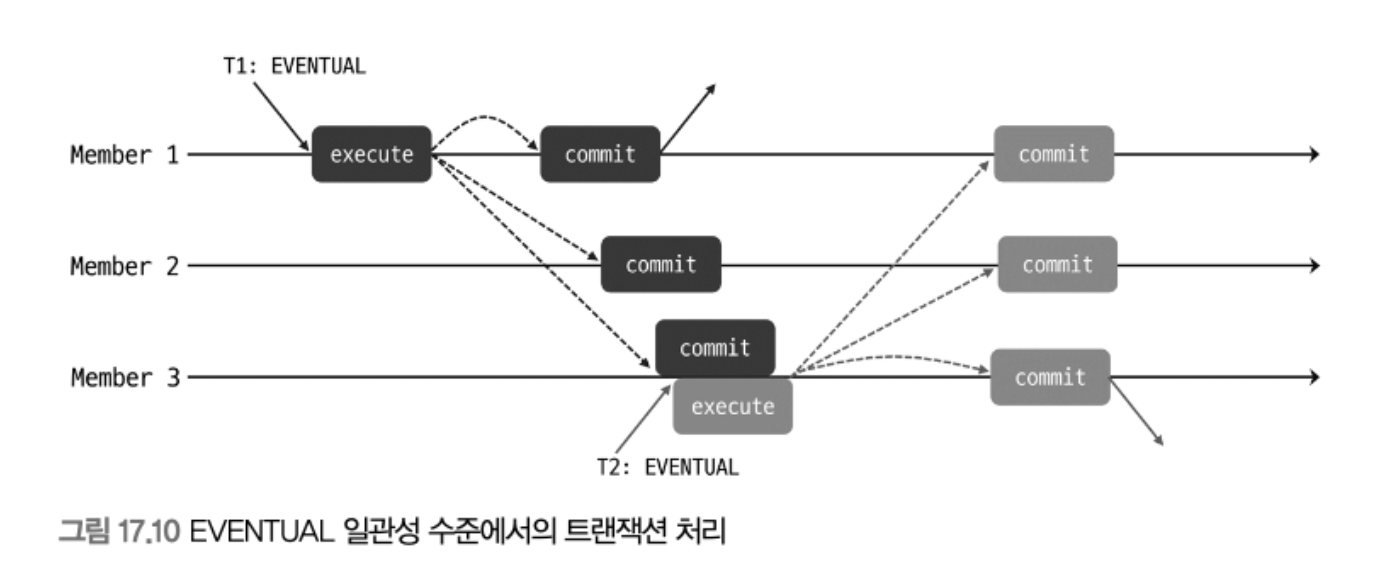 T1: EVENTUAL
Member 1
execute
commit
commit
Member 2
commit
commit
commit
Member 3
commit
execute
T2: EVENTUAL
그림 17.10 EVENTUAL 일관성 수준에서의 트랜잭션 처리